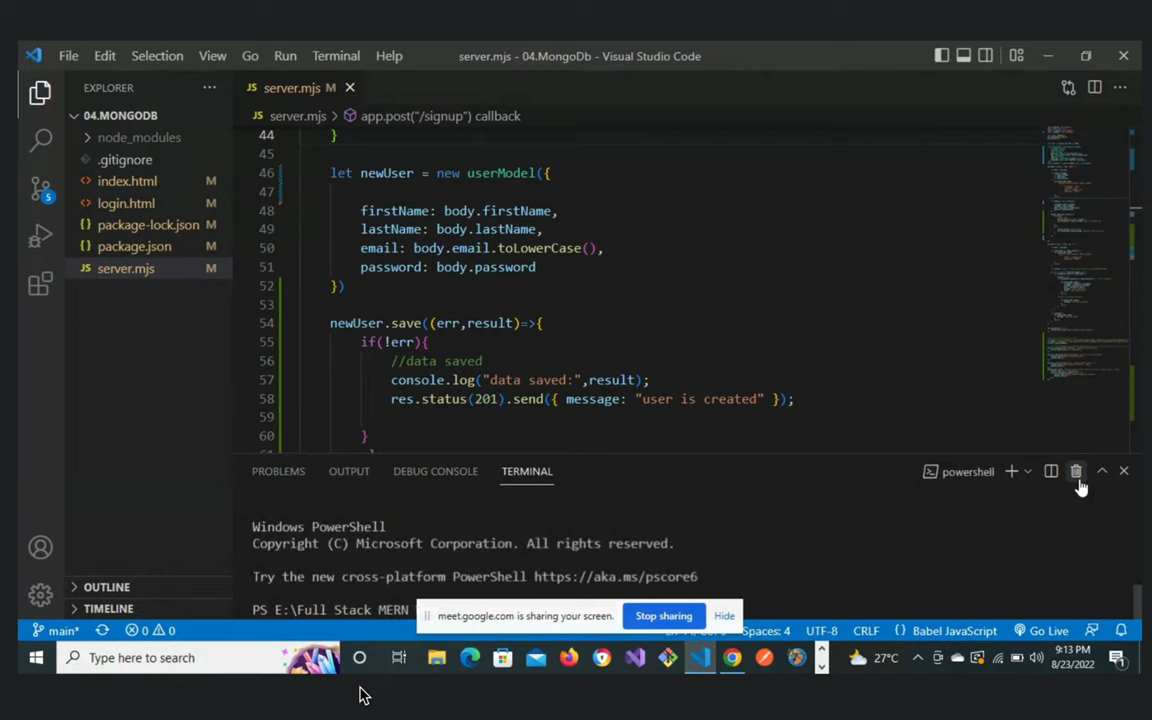 File Edit Selection View Go Run Terminal Help server.mjs - 04.MongoDb - Visual Studio Code
EXPLORER
04.MONGODB
node_modules
.gitignore
index.html M
login.html M
package-lock.json M
package.json M
JS server.mjs M
OUTLINE
TIMELINE
JS server.mjs M
JS server.mjs > app.post("/signup") callback
44 }
45
46 let newUser = new userModel({
47
48 firstName: body.firstName,
49 lastName: body.lastName,
50 email: body.email.toLowerCase(),
51 password: body.password
52 })
53
54 newUser.save((err,result)=>{
55 if(!err){
56 //data saved
57 console.log("data saved:",result);
58 res.status(201).send({ message: "user is created" });
59
60 }
PROBLEMS OUTPUT DEBUG CONSOLE TERMINAL powershell
Windows PowerShell
Copyright (C) Microsoft Corporation. All rights reserved.
Try the new cross-platform PowerShell https://aka.ms/pscore6
PS E:\Full Stack MERN
meet.google.com is sharing your screen. Stop sharing Hide
5
main* 0 0 Spaces: 4 UTF-8 CRLF {} Babel JavaScript Go Live
Type here to search 27°C 9:13 PM
8/23/2022
1